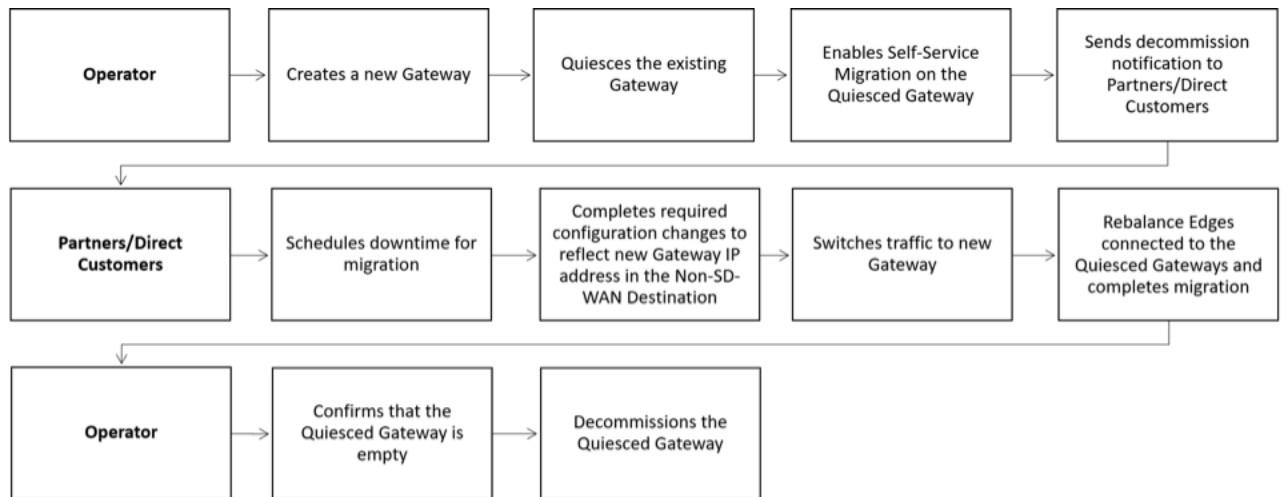 Operator
Creates a new Gateway
Quiesces the existing
Gateway
Enables Self-Service
Migration on the
Quiesced Gateway
Sends decommission
notification to
Partners/Direct
Customers
Partners/Direct
Customers
Schedules downtime for
migration
Completes required
configuration changes to
reflect new Gateway IP
address in the Non-SD-
WAN Destination
Switches traffic to new
Gateway
Rebalance Edges
connected to the
Quiesced Gateways and
completes migration
Operator
Confirms that the
Quiesced Gateway is
empty
Decommissions the
Quiesced Gateway